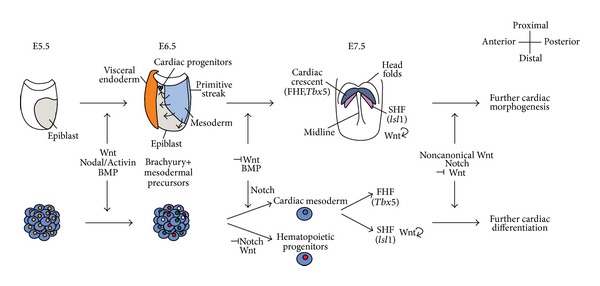 E5.5
E6.5
E7.5
Proximal
Anterior
Posterior
Distal
Visceral
endoderm
Cardiac progenitors
Primitive
streak
Mesoderm
Epiblast
Epiblast
Cardiac
crescent
(FHF,Tbx5)
Head
folds
SHF
(Isl1)
Midline
Wnt
Further cardiac
morphogenesis
Wnt
Nodal/Activin
BMP
Brachyury+
mesodermal
precursors
⊣Wnt
BMP
Noncanonical Wnt
Notch
⊣ Wnt
Notch
Cardiac mesoderm
⊣Notch
Wnt
Hematopoietic
progenitors
FHF
(Tbx5)
SHF
(Isl1)
Wnt
Further cardiac
differentiation